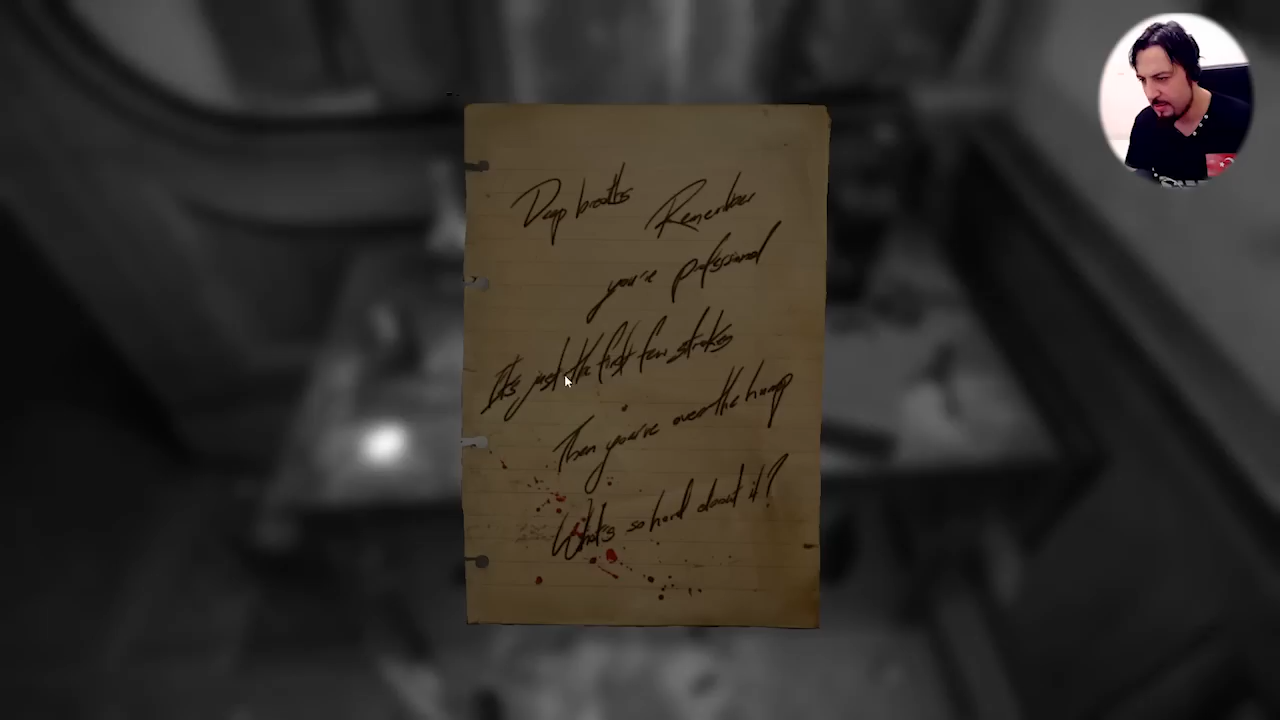 Deep breaths Remember
you're professional
It's just the first few strokes
Then you're over the hump
What's so hard about it?